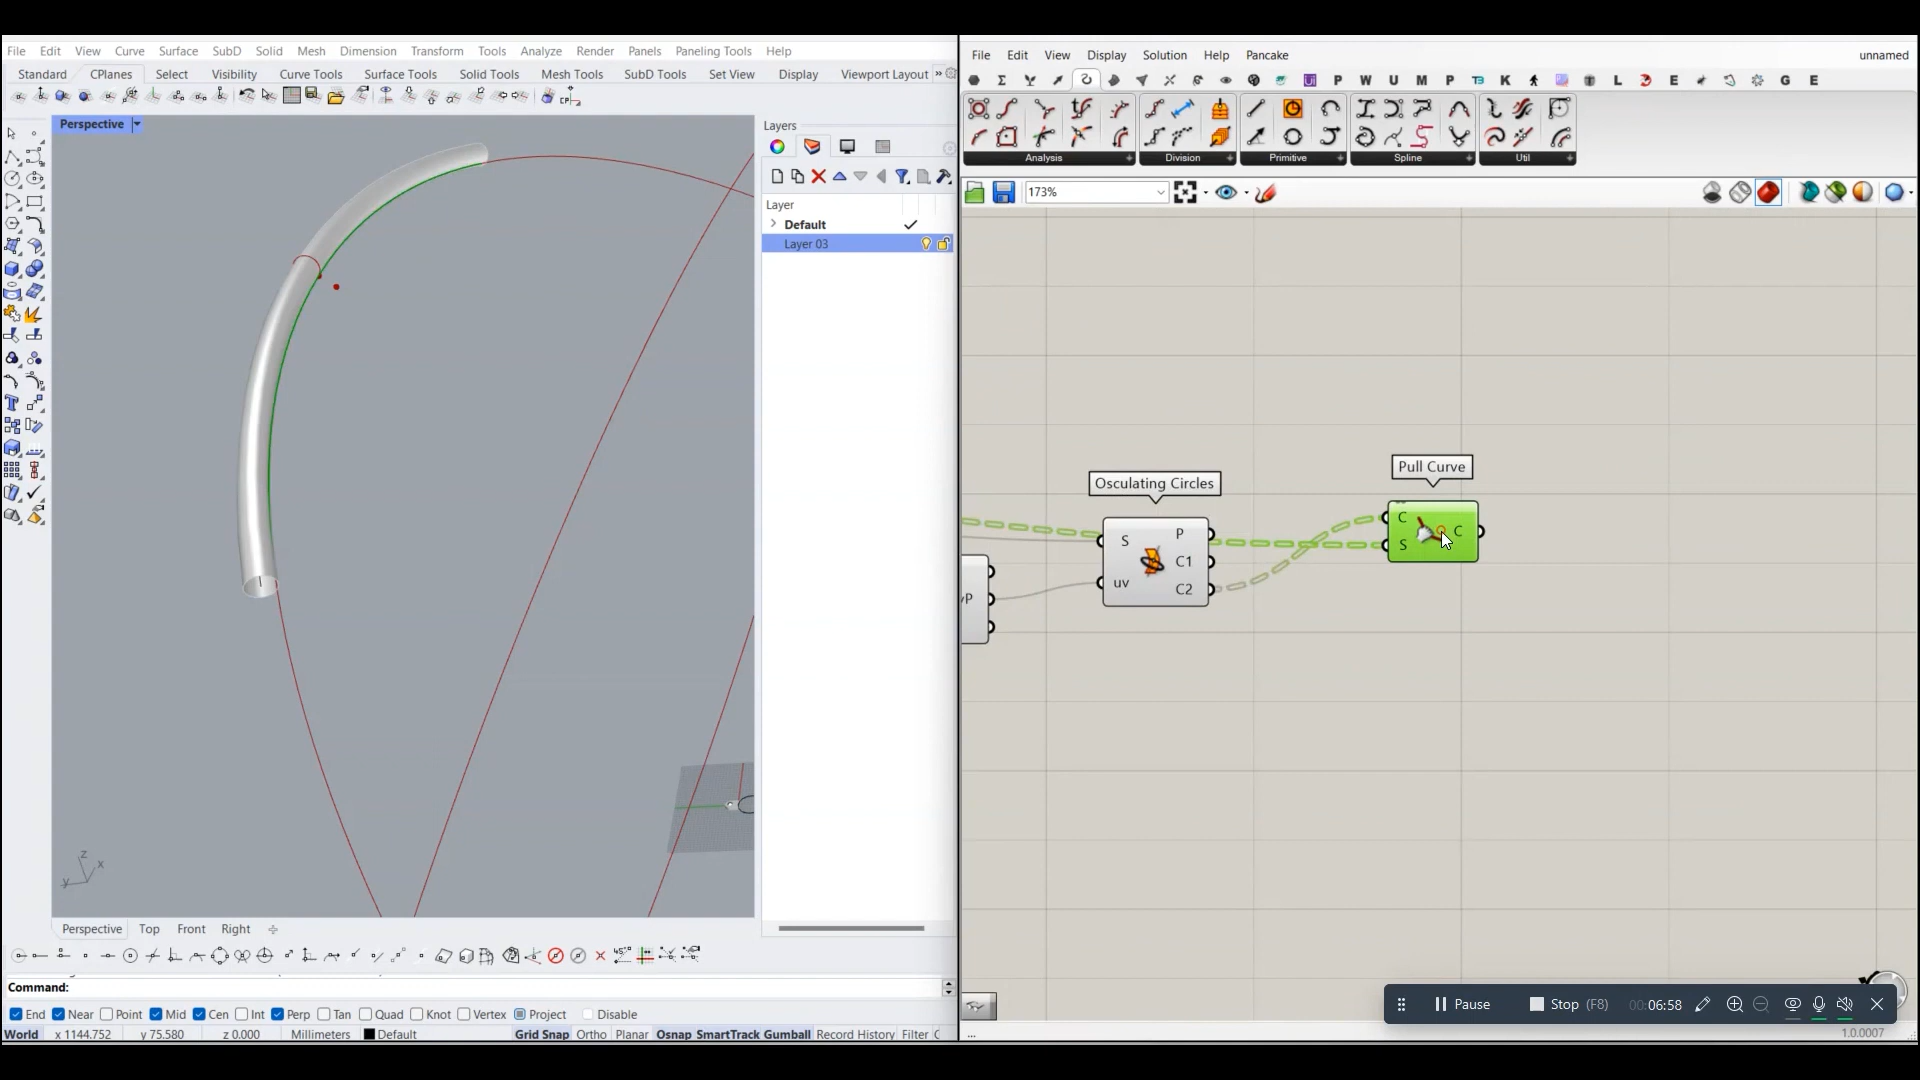 File Edit View Curve Surface SubD Solid Mesh Dimension Transform Tools Analyze Render Panels Paneling Tools Help
Standard CPlanes Select Visibility Curve Tools Surface Tools Solid Tools Mesh Tools SubD Tools Set View Display Viewport Layout »
Perspective
Layers
Layer
Default
Layer 03
z
x
y
Perspective Top Front Right
Command:
End Near Point Mid Cen Int Perp Tan Quad Knot Vertex Project Disable
World x 1144.752 y 75.580 z 0.000 Millimeters Default Grid Snap Ortho Planar Osnap SmartTrack Gumball Record History Filter
File Edit View Display Solution Help Pancake unnamed
P W U M P K L E G E
Analysis Division Primitive Spline Util
173%
Pull Curve
Osculating Circles
C
S
C
S
uv
P
C1
C2
P
Pause Stop (F8) 00:06:58
1.0.0007
...